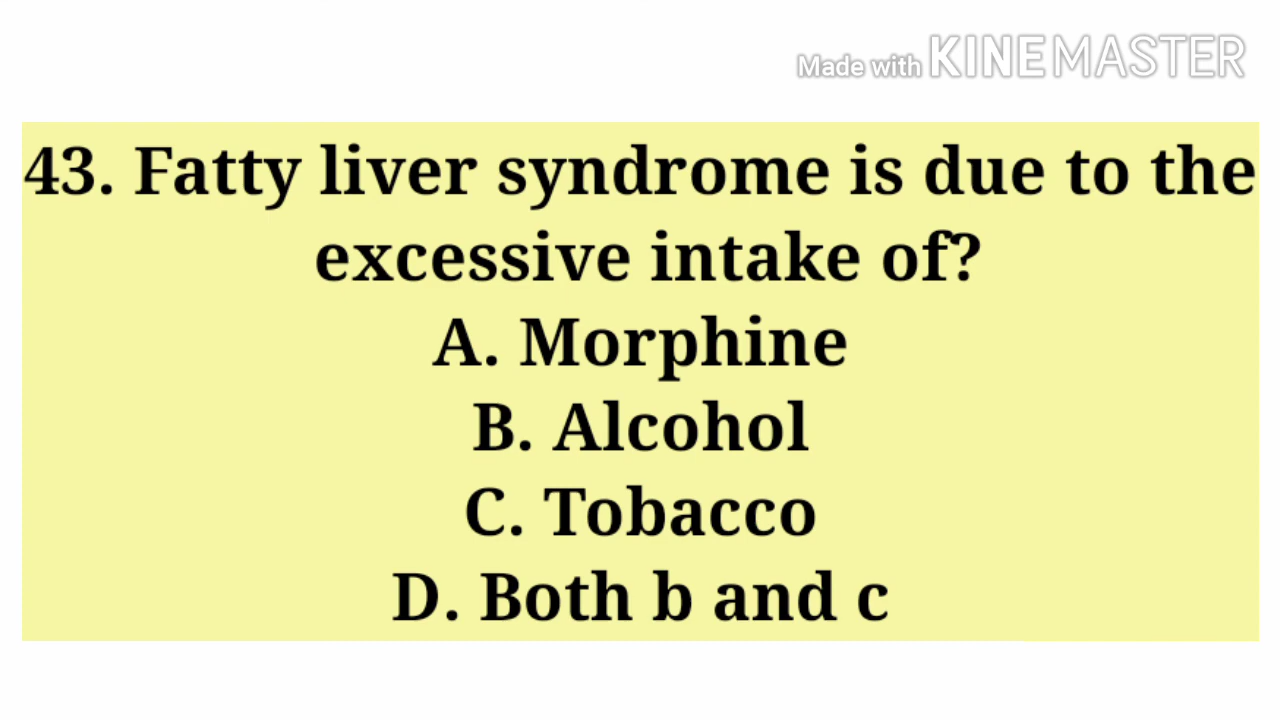 Made with KINEMASTER
43. Fatty liver syndrome is due to the
excessive intake of?
A. Morphine
B. Alcohol
C. Tobacco
D. Both b and c